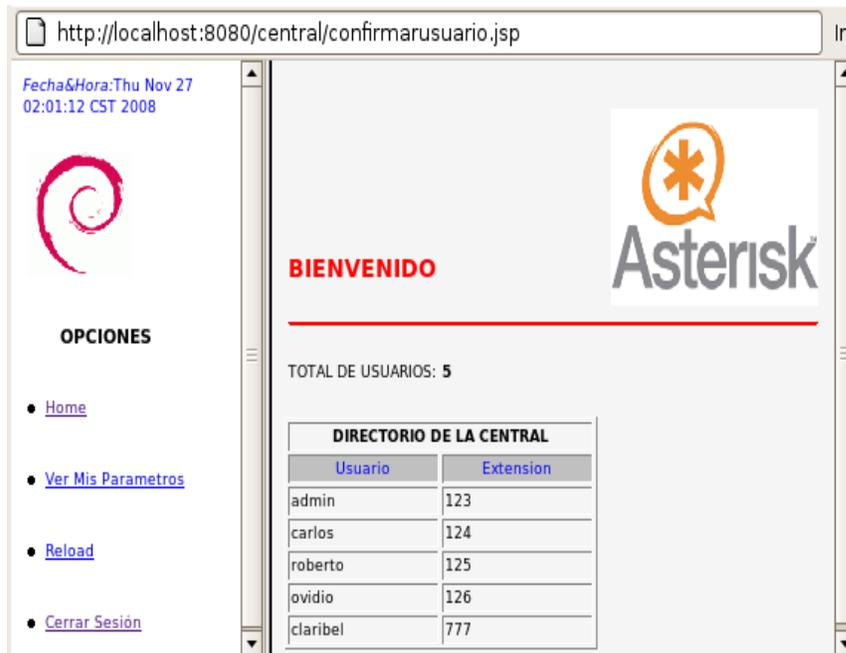 http://localhost:8080/central/confirmarusuario.jsp
Fecha&Hora:Thu Nov 27
02:01:12 CST 2008
OPCIONES
Home
Ver Mis Parametros
Reload
Cerrar Sesión
Asterisk
BIENVENIDO
TOTAL DE USUARIOS: 5
DIRECTORIO DE LA CENTRAL
Usuario Extension
admin 123
carlos 124
roberto 125
ovidio 126
claribel 777